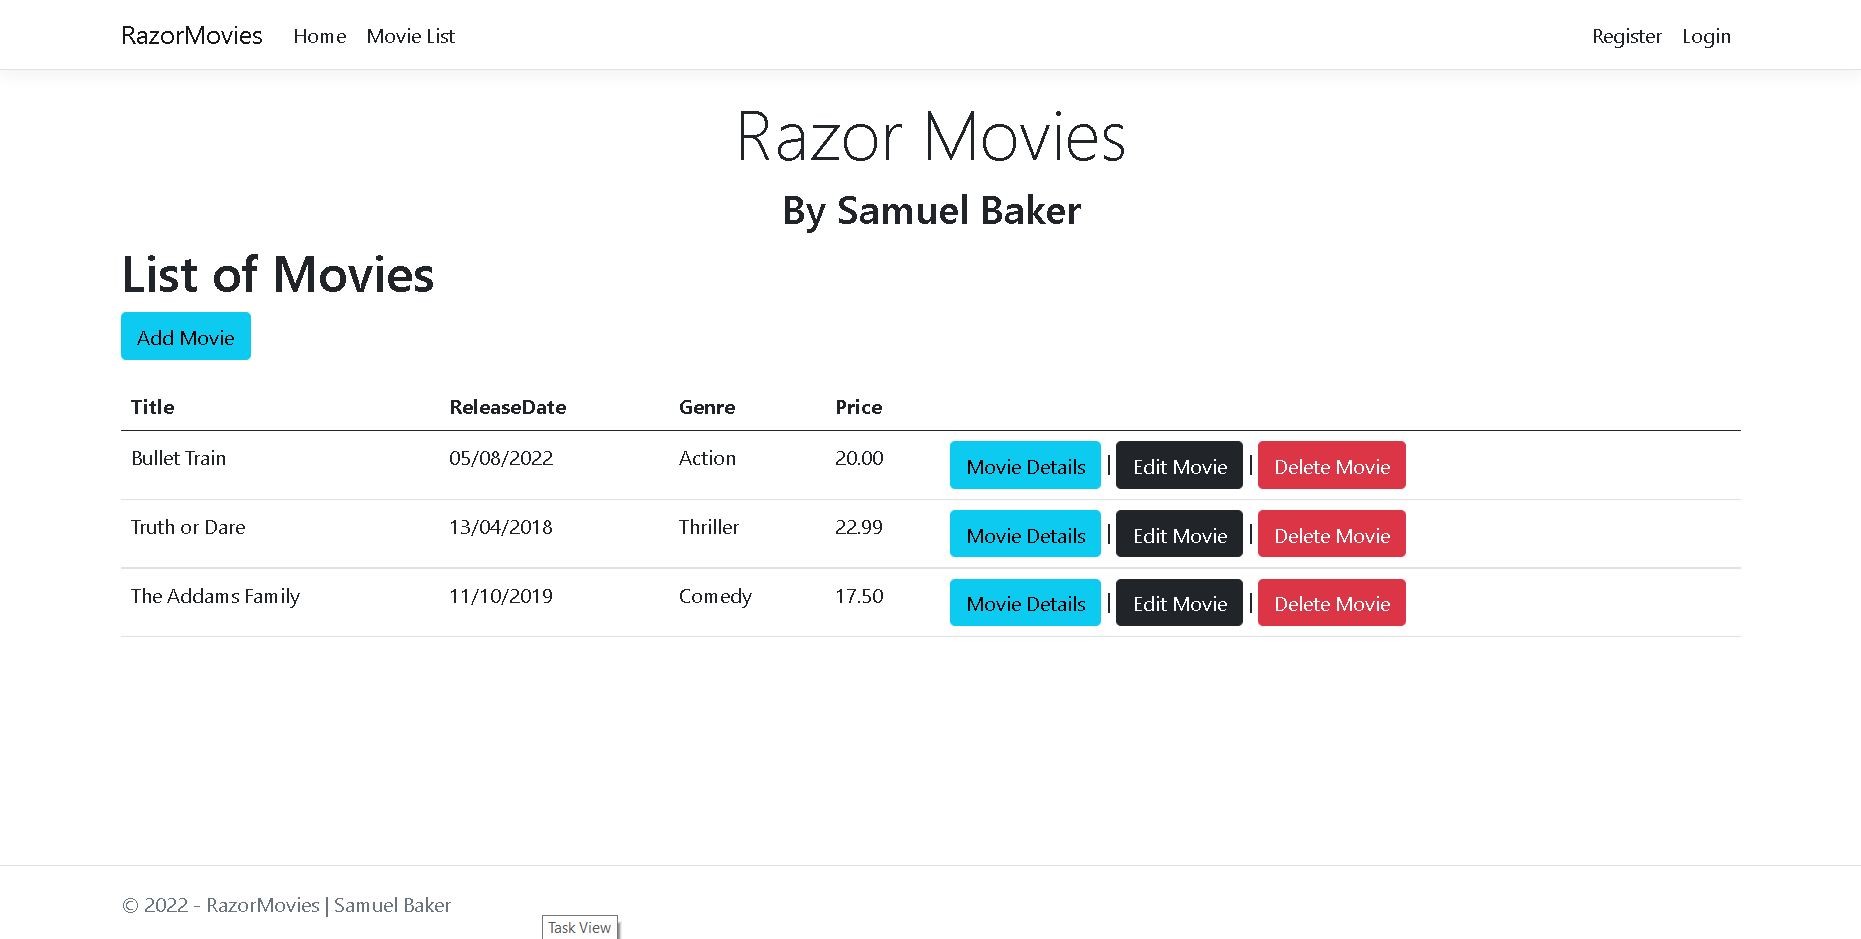 RazorMovies Home Movie List Register Login
Razor Movies
By Samuel Baker
List of Movies
Add Movie
Title ReleaseDate Genre Price
Bullet Train 05/08/2022 Action 20.00 Movie Details | Edit Movie | Delete Movie
Truth or Dare 13/04/2018 Thriller 22.99 Movie Details | Edit Movie | Delete Movie
The Addams Family 11/10/2019 Comedy 17.50 Movie Details | Edit Movie | Delete Movie
© 2022 - RazorMovies | Samuel Baker
Task View